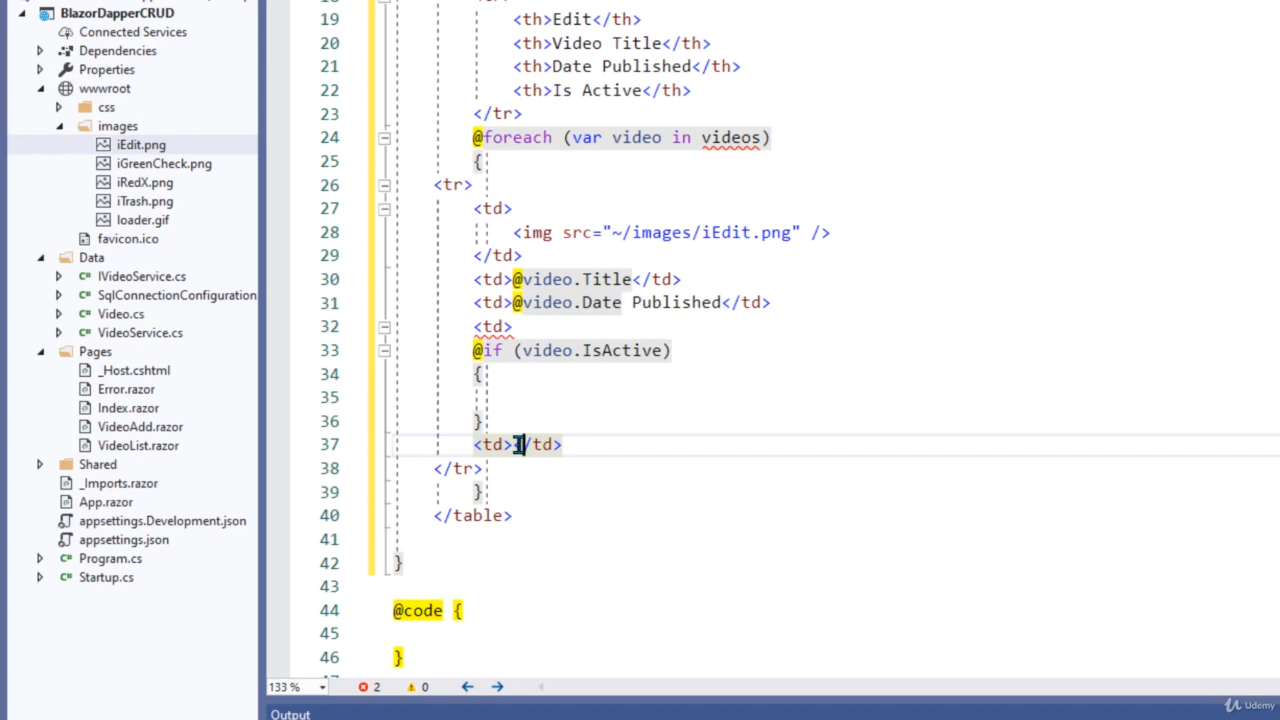 BlazorDapperCRUD
Connected Services
Dependencies
Properties
wwwroot
css
images
iEdit.png
iGreenCheck.png
iRedX.png
iTrash.png
loader.gif
favicon.ico
Data
IVideoService.cs
SqlConnectionConfiguration
Video.cs
VideoService.cs
Pages
_Host.cshtml
Error.razor
Index.razor
VideoAdd.razor
VideoList.razor
Shared
_Imports.razor
App.razor
appsettings.Development.json
appsettings.json
Program.cs
Startup.cs
19 <th>Edit</th>
20 <th>Video Title</th>
21 <th>Date Published</th>
22 <th>Is Active</th>
23 </tr>
24 @foreach (var video in videos)
25 {
26 <tr>
27 <td>
28 <img src="~/images/iEdit.png" />
29 </td>
30 <td>@video.Title</td>
31 <td>@video.Date Published</td>
32 <td>
33 @if (video.IsActive)
34 {
35
36 }
37 <td></td>
38 </tr>
39 }
40 </table>
41
42 }
43
44 @code {
45
46 }
133 % 2 0
Output
Udemy